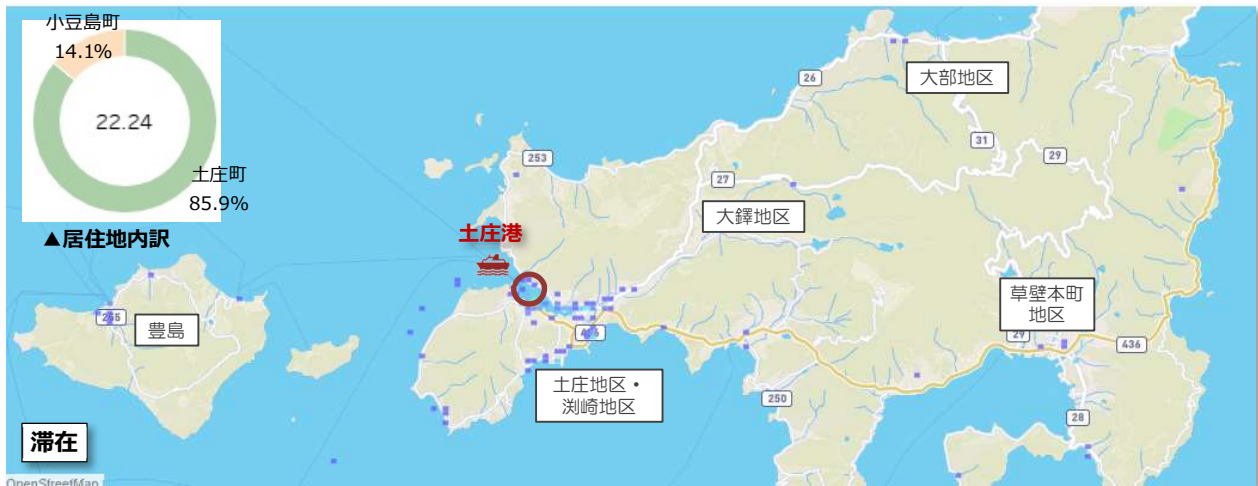 小豆島町
14.1%
22.24
土庄町
85.9%
▲居住地内訳
26
大部地区
31
29
253
27
大鐸地区
土庄港
草壁本町
地区
29
436
255
豊島
436
土庄地区・
渕崎地区
250
28
滞在
OpenStreetMap